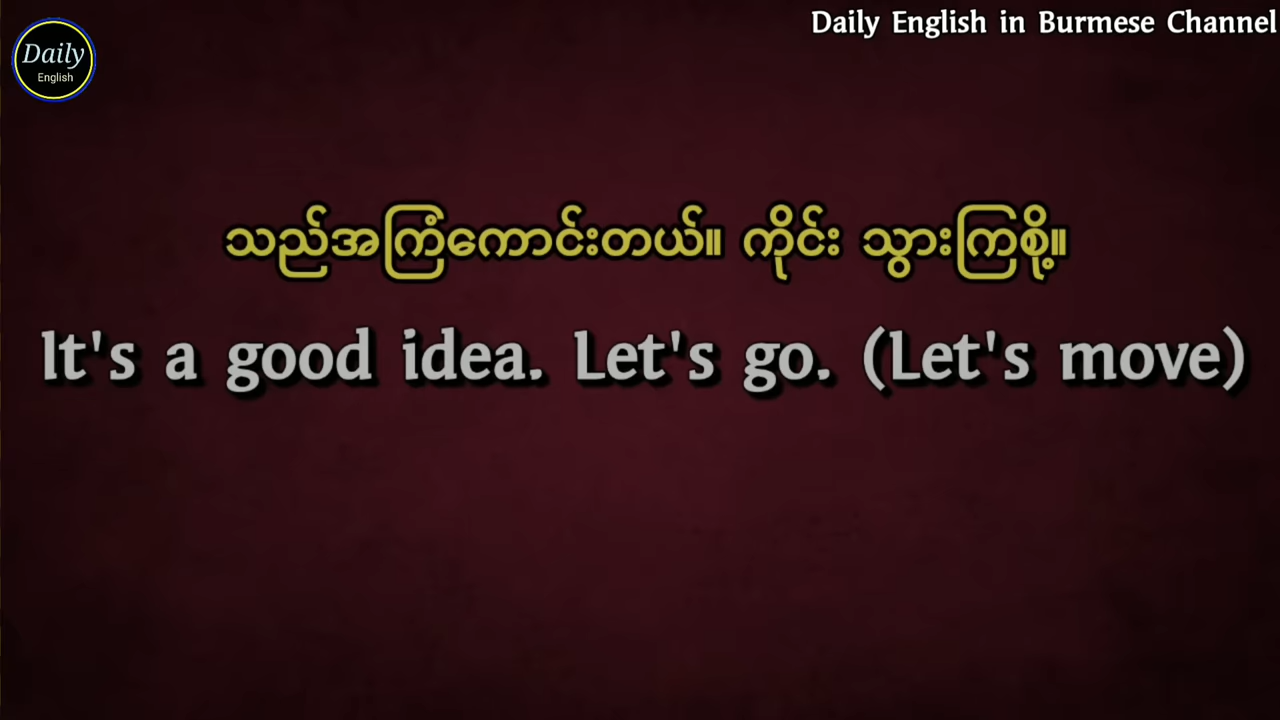 Daily English in Burmese Channel
Daily
English
သည်အကြံကောင်းတယ်။ ကိုင်း သွားကြစို့။
It's a good idea. Let's go. (Let's move)